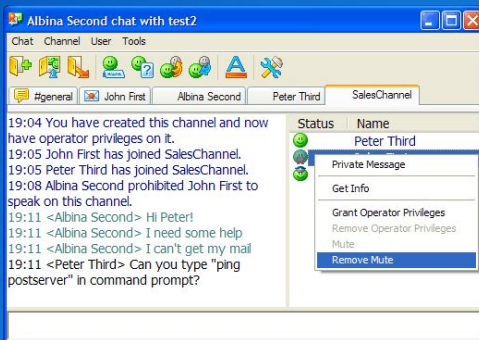 Albina Second chat with test2
Chat Channel User Tools
#general John First Albina Second Peter Third SalesChannel
19:04 You have created this channel and now
have operator privileges on it.
19:05 John First has joined SalesChannel.
19:05 Peter Third has joined SalesChannel.
19:08 Albina Second prohibited John First to
speak on this channel.
19:11 <Albina Second> Hi Peter!
19:11 <Albina Second> I need some help
19:11 <Albina Second> I can't get my mail
19:11 <Peter Third> Can you type "ping
postserver" in command prompt?
Status Name
Peter Third
Private Message
Get Info
Grant Operator Privileges
Remove Operator Privileges
Mute
Remove Mute